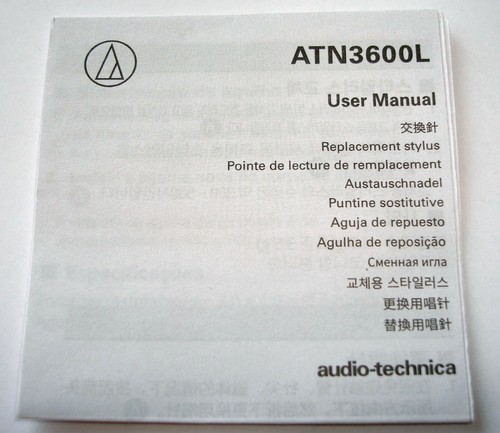 ATN3600L
User Manual
交換針
Replacement stylus
Pointe de lecture de remplacement
Austauschnadel
Puntine sostitutive
Aguja de repuesto
Agulha de reposição
Сменная игла
교체용 스타일러스
更换用唱针
替換用唱針
audio-technica